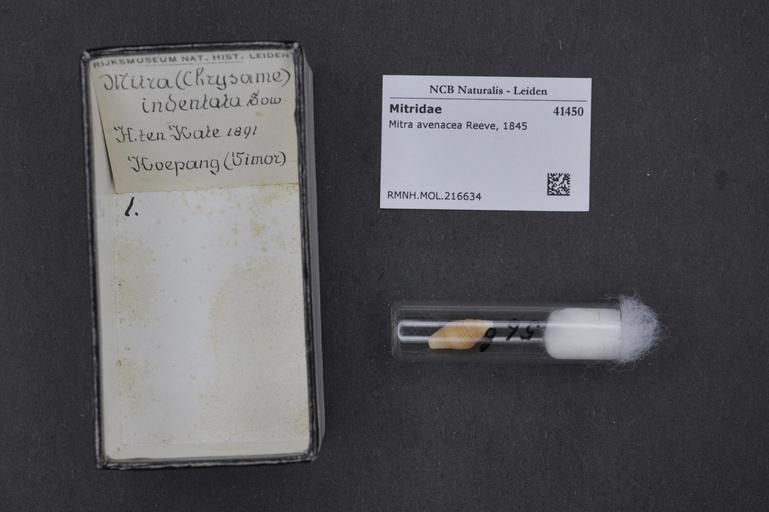 RIJKSMUSEUM NAT. HIST. LEIDEN
Mitra (Chrysame)
indentata Sow
H. ten Kate 1891
Koepang (Timor)
1.
NCB Naturalis - Leiden
Mitridae 41450
Mitra avenacea Reeve, 1845
RMNH.MOL.216634